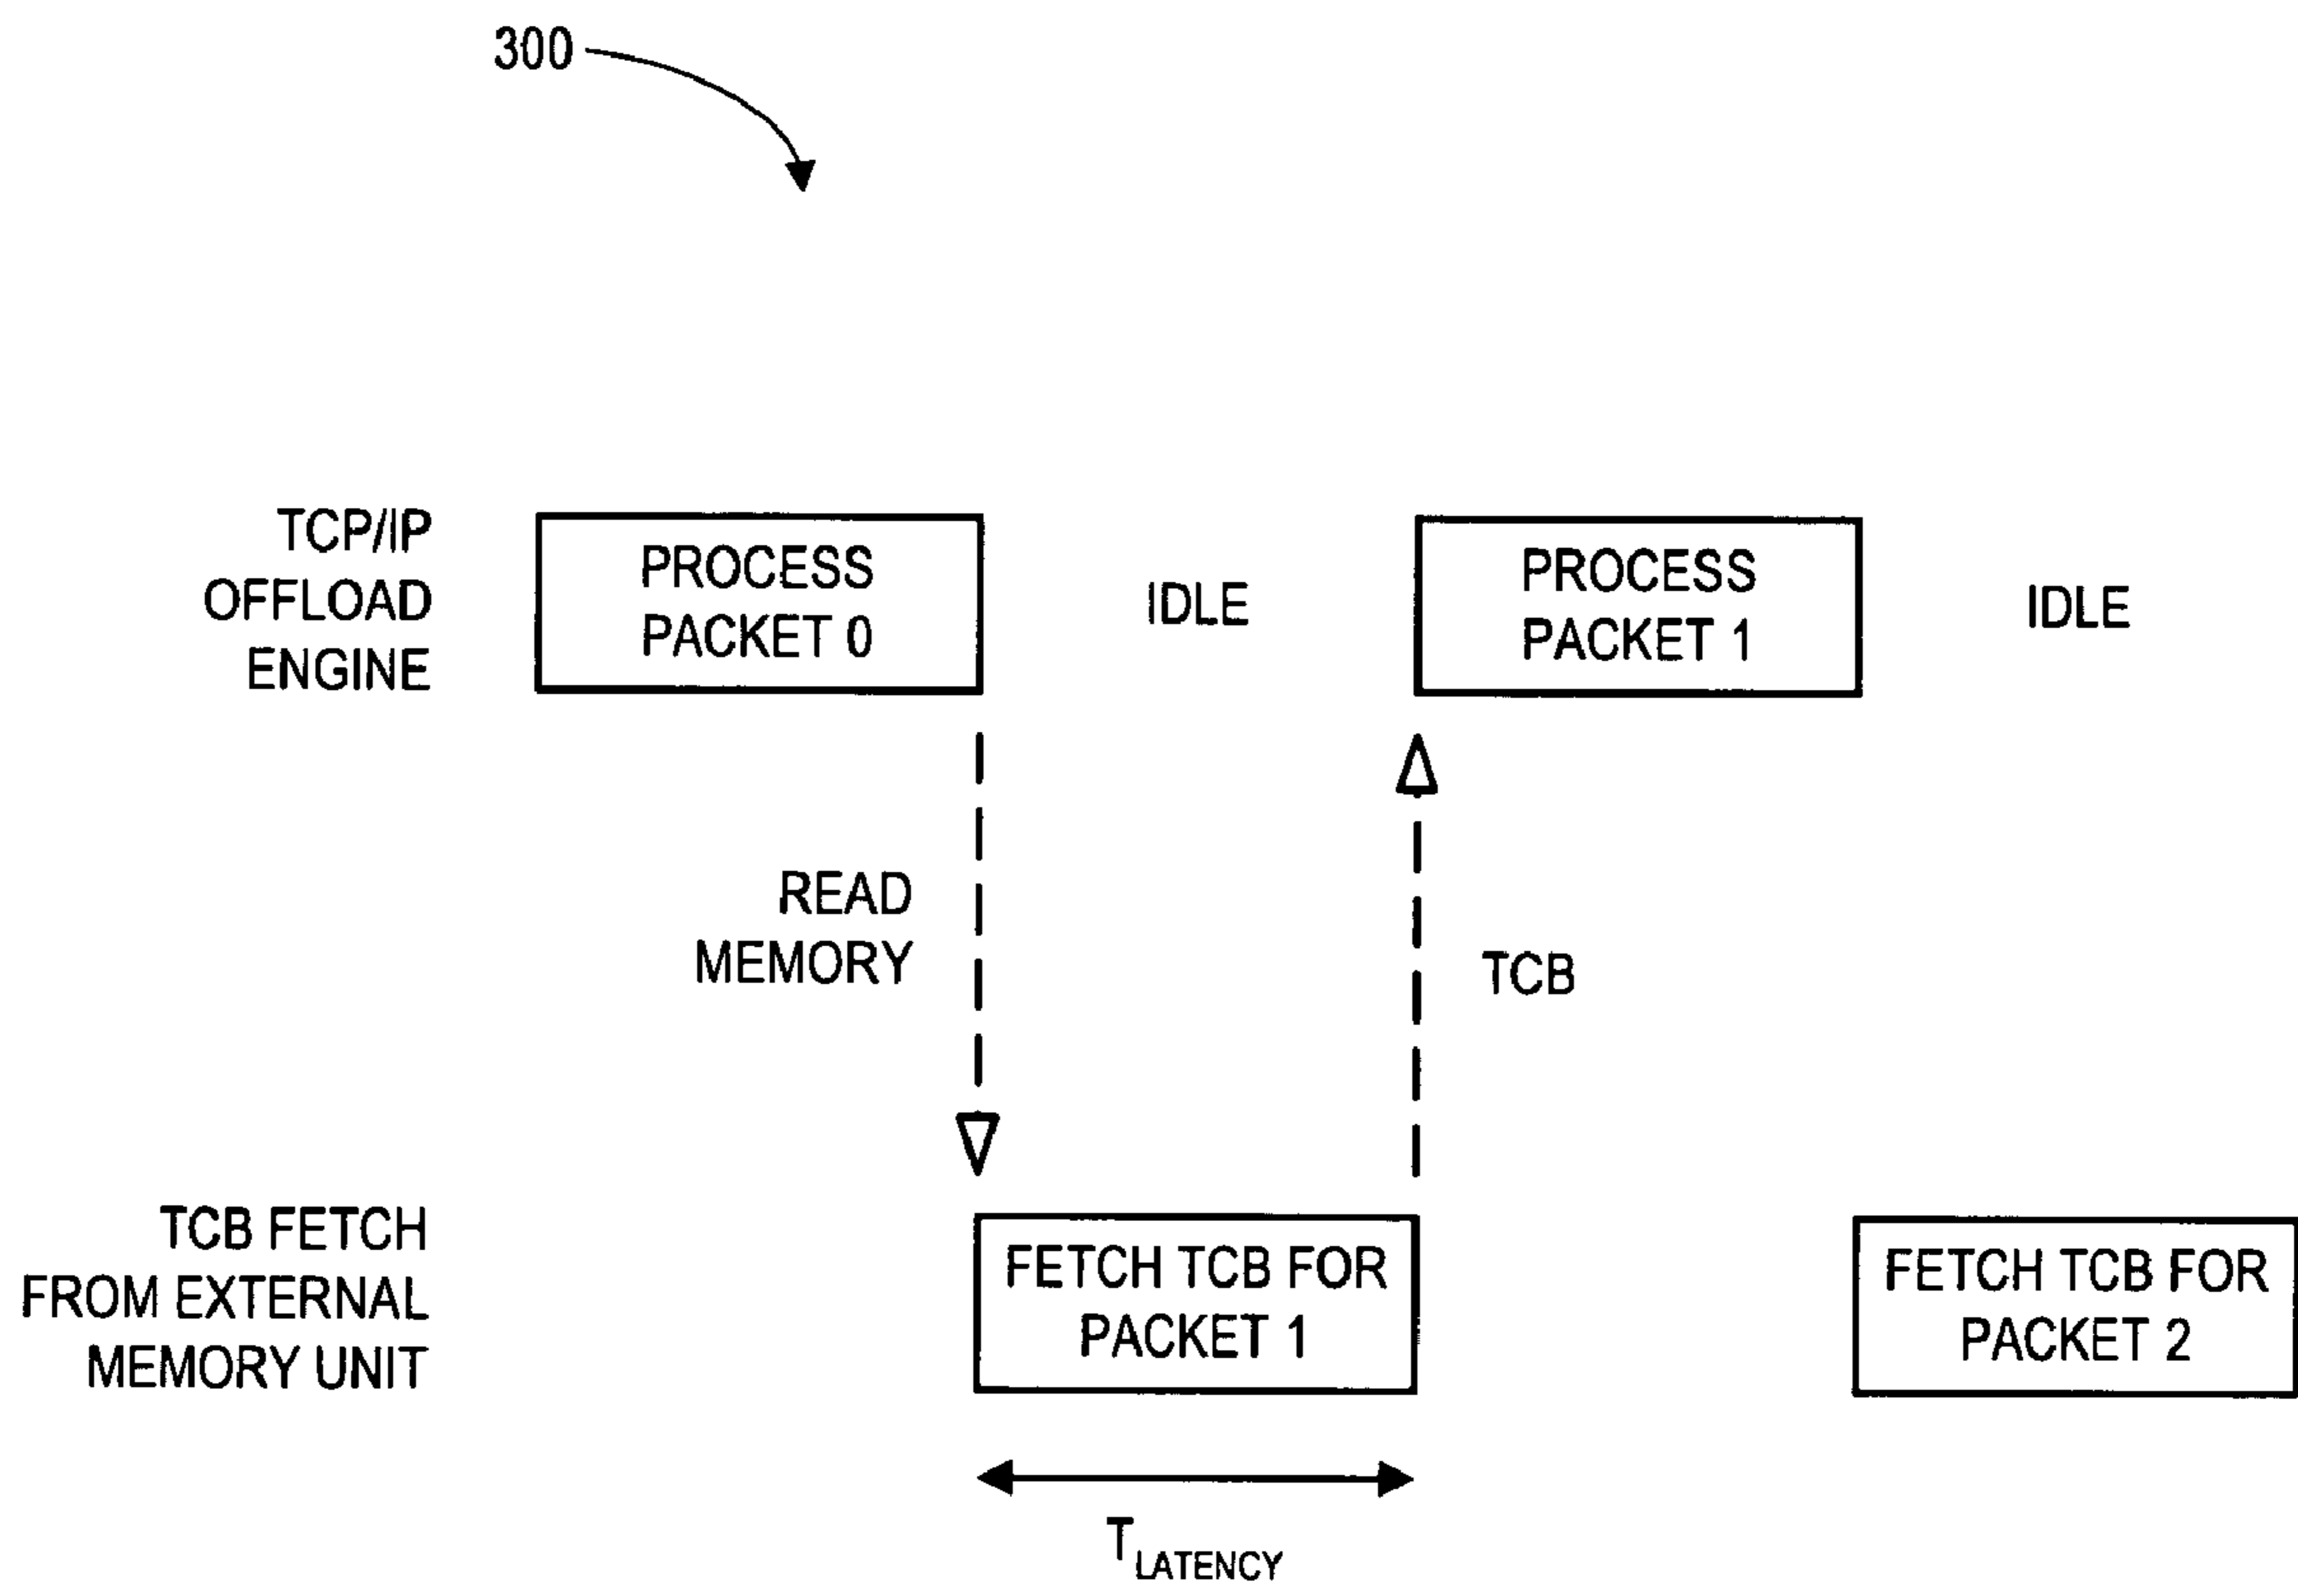 300
TCP/IP
OFFLOAD
ENGINE
PROCESS
PACKET 0
IDLE
PROCESS
PACKET 1
IDLE
READ
MEMORY
TCB
TCB FETCH
FROM EXTERNAL
MEMORY UNIT
FETCH TCB FOR
PACKET 1
FETCH TCB FOR
PACKET 2
T LATENCY